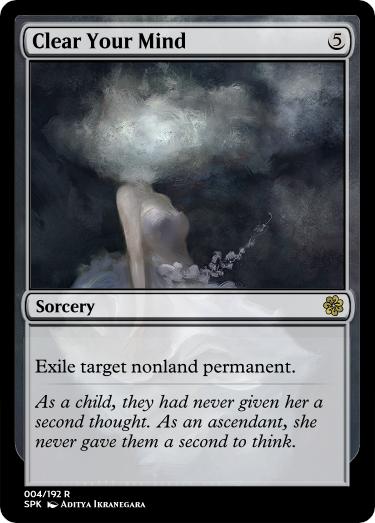 Clear Your Mind 5
Sorcery
Exile target nonland permanent.
As a child, they had never given her a
second thought. As an ascendant, she
never gave them a second to think.
004/192 R
SPK Aditya Ikranegara